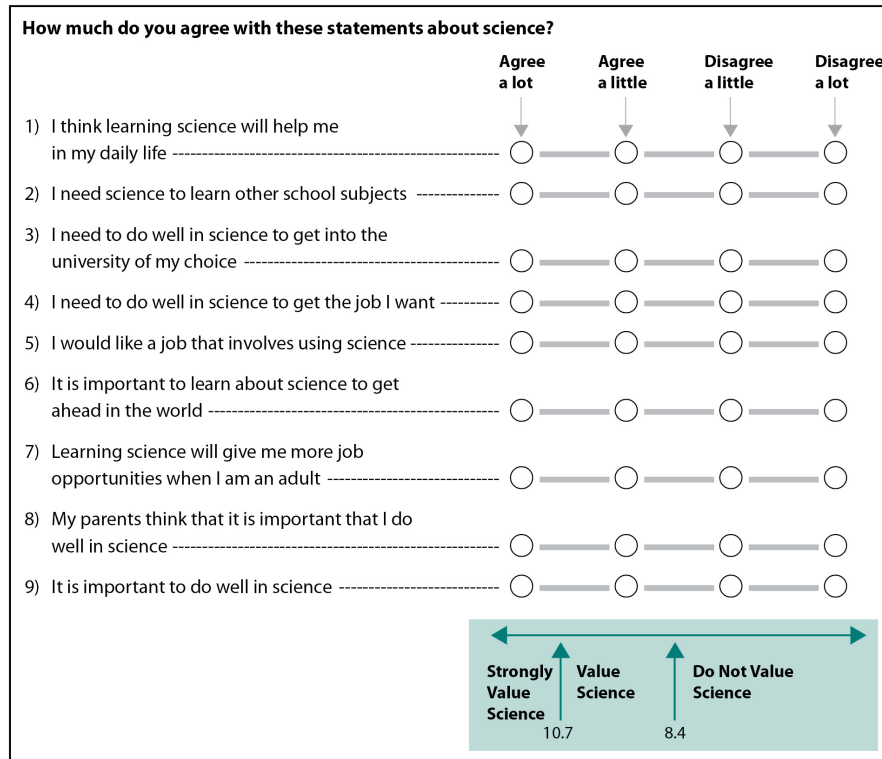 How much do you agree with these statements about science?
Agree a lot
Agree a little
Disagree a little
Disagree a lot
1) I think learning science will help me
in my daily life
2) I need science to learn other school subjects
3) I need to do well in science to get into the
university of my choice
4) I need to do well in science to get the job I want
5) I would like a job that involves using science
6) It is important to learn about science to get
ahead in the world
7) Learning science will give me more job
opportunities when I am an adult
8) My parents think that it is important that I do
well in science
9) It is important to do well in science
Strongly
Value
Science
Value
Science
Do Not Value
Science
10.7
8.4